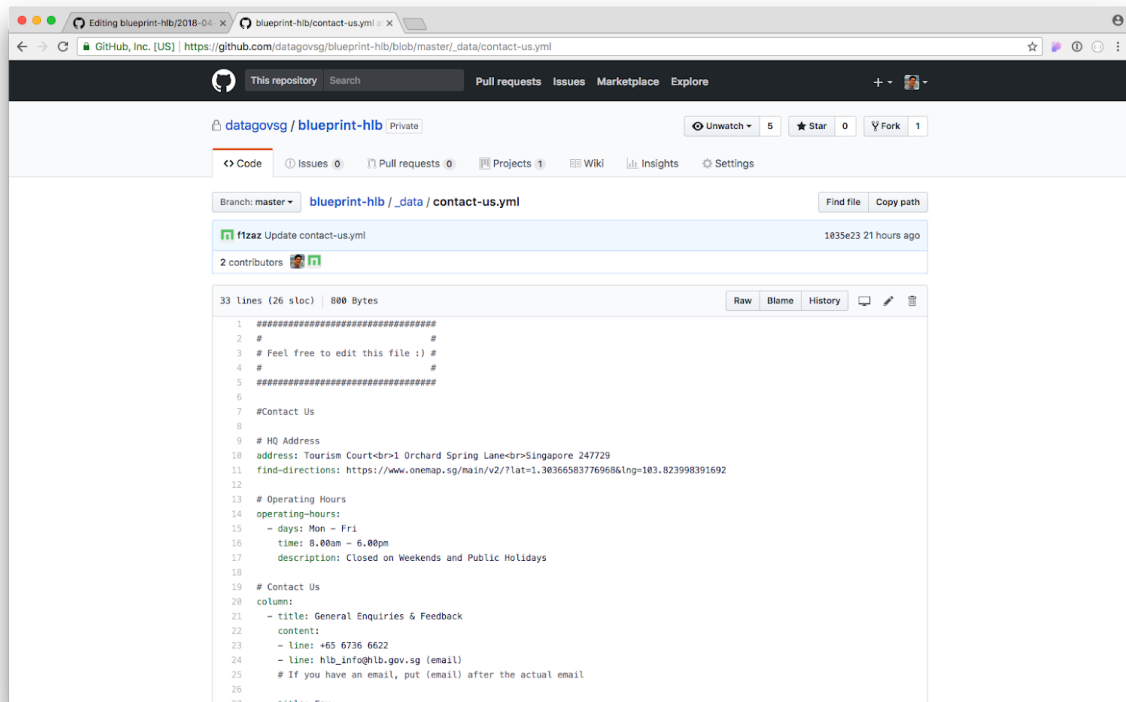 Editing blueprint-hlb/2018-04-
blueprint-hlb/contact-us.yml a
GitHub, Inc. [US] https://github.com/datagovsg/blueprint-hlb/blob/master/_data/contact-us.yml
This repository Search Pull requests Issues Marketplace Explore
datagovsg / blueprint-hlb Private Unwatch 5 Star 0 Fork 1
Code Issues 0 Pull requests 0 Projects 1 Wiki Insights Settings
Branch: master blueprint-hlb / _data / contact-us.yml Find file Copy path
f1zaz Update contact-us.yml 1035e23 21 hours ago
2 contributors
33 lines (26 sloc) 800 Bytes Raw Blame History
1 ##################################
2 # #
3 # Feel free to edit this file :) #
4 # #
5 ##################################
6
7 #Contact Us
8
9 # HQ Address
10 address: Tourism Court<br>1 Orchard Spring Lane<br>Singapore 247729
11 find-directions: https://www.onemap.sg/main/v2/?lat=1.30366583776968&lng=103.823998391692
12
13 # Operating Hours
14 operating-hours:
15 - days: Mon - Fri
16 time: 8.00am - 6.00pm
17 description: Closed on Weekends and Public Holidays
18
19 # Contact Us
20 column:
21 - title: General Enquiries & Feedback
22 content:
23 - line: +65 6736 6622
24 - line: hlb_info@hlb.gov.sg (email)
25 # If you have an email, put (email) after the actual email
26